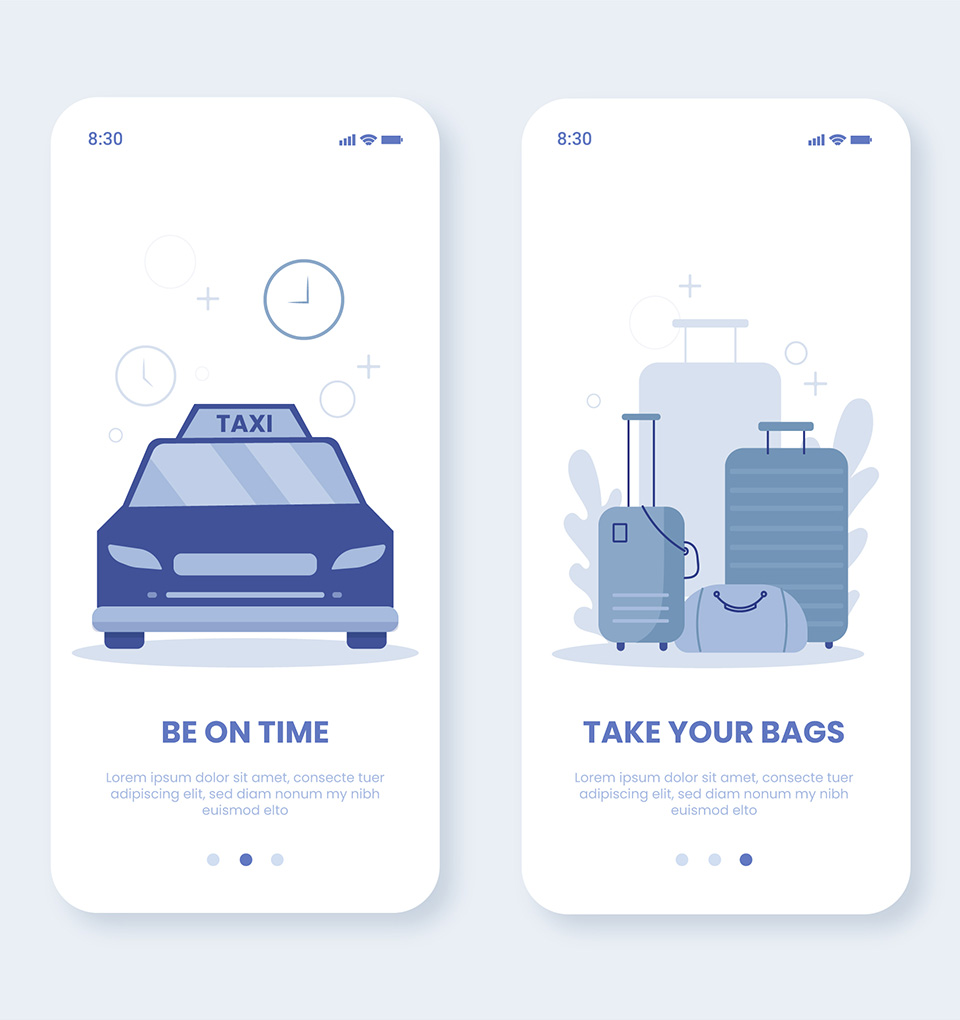 8:30
TAXI
BE ON TIME
Lorem ipsum dolor sit amet, consecte tuer
adipiscing elit, sed diam nonum my nibh
euismod elto
8:30
TAKE YOUR BAGS
Lorem ipsum dolor sit amet, consecte tuer
adipiscing elit, sed diam nonum my nibh
euismod elto